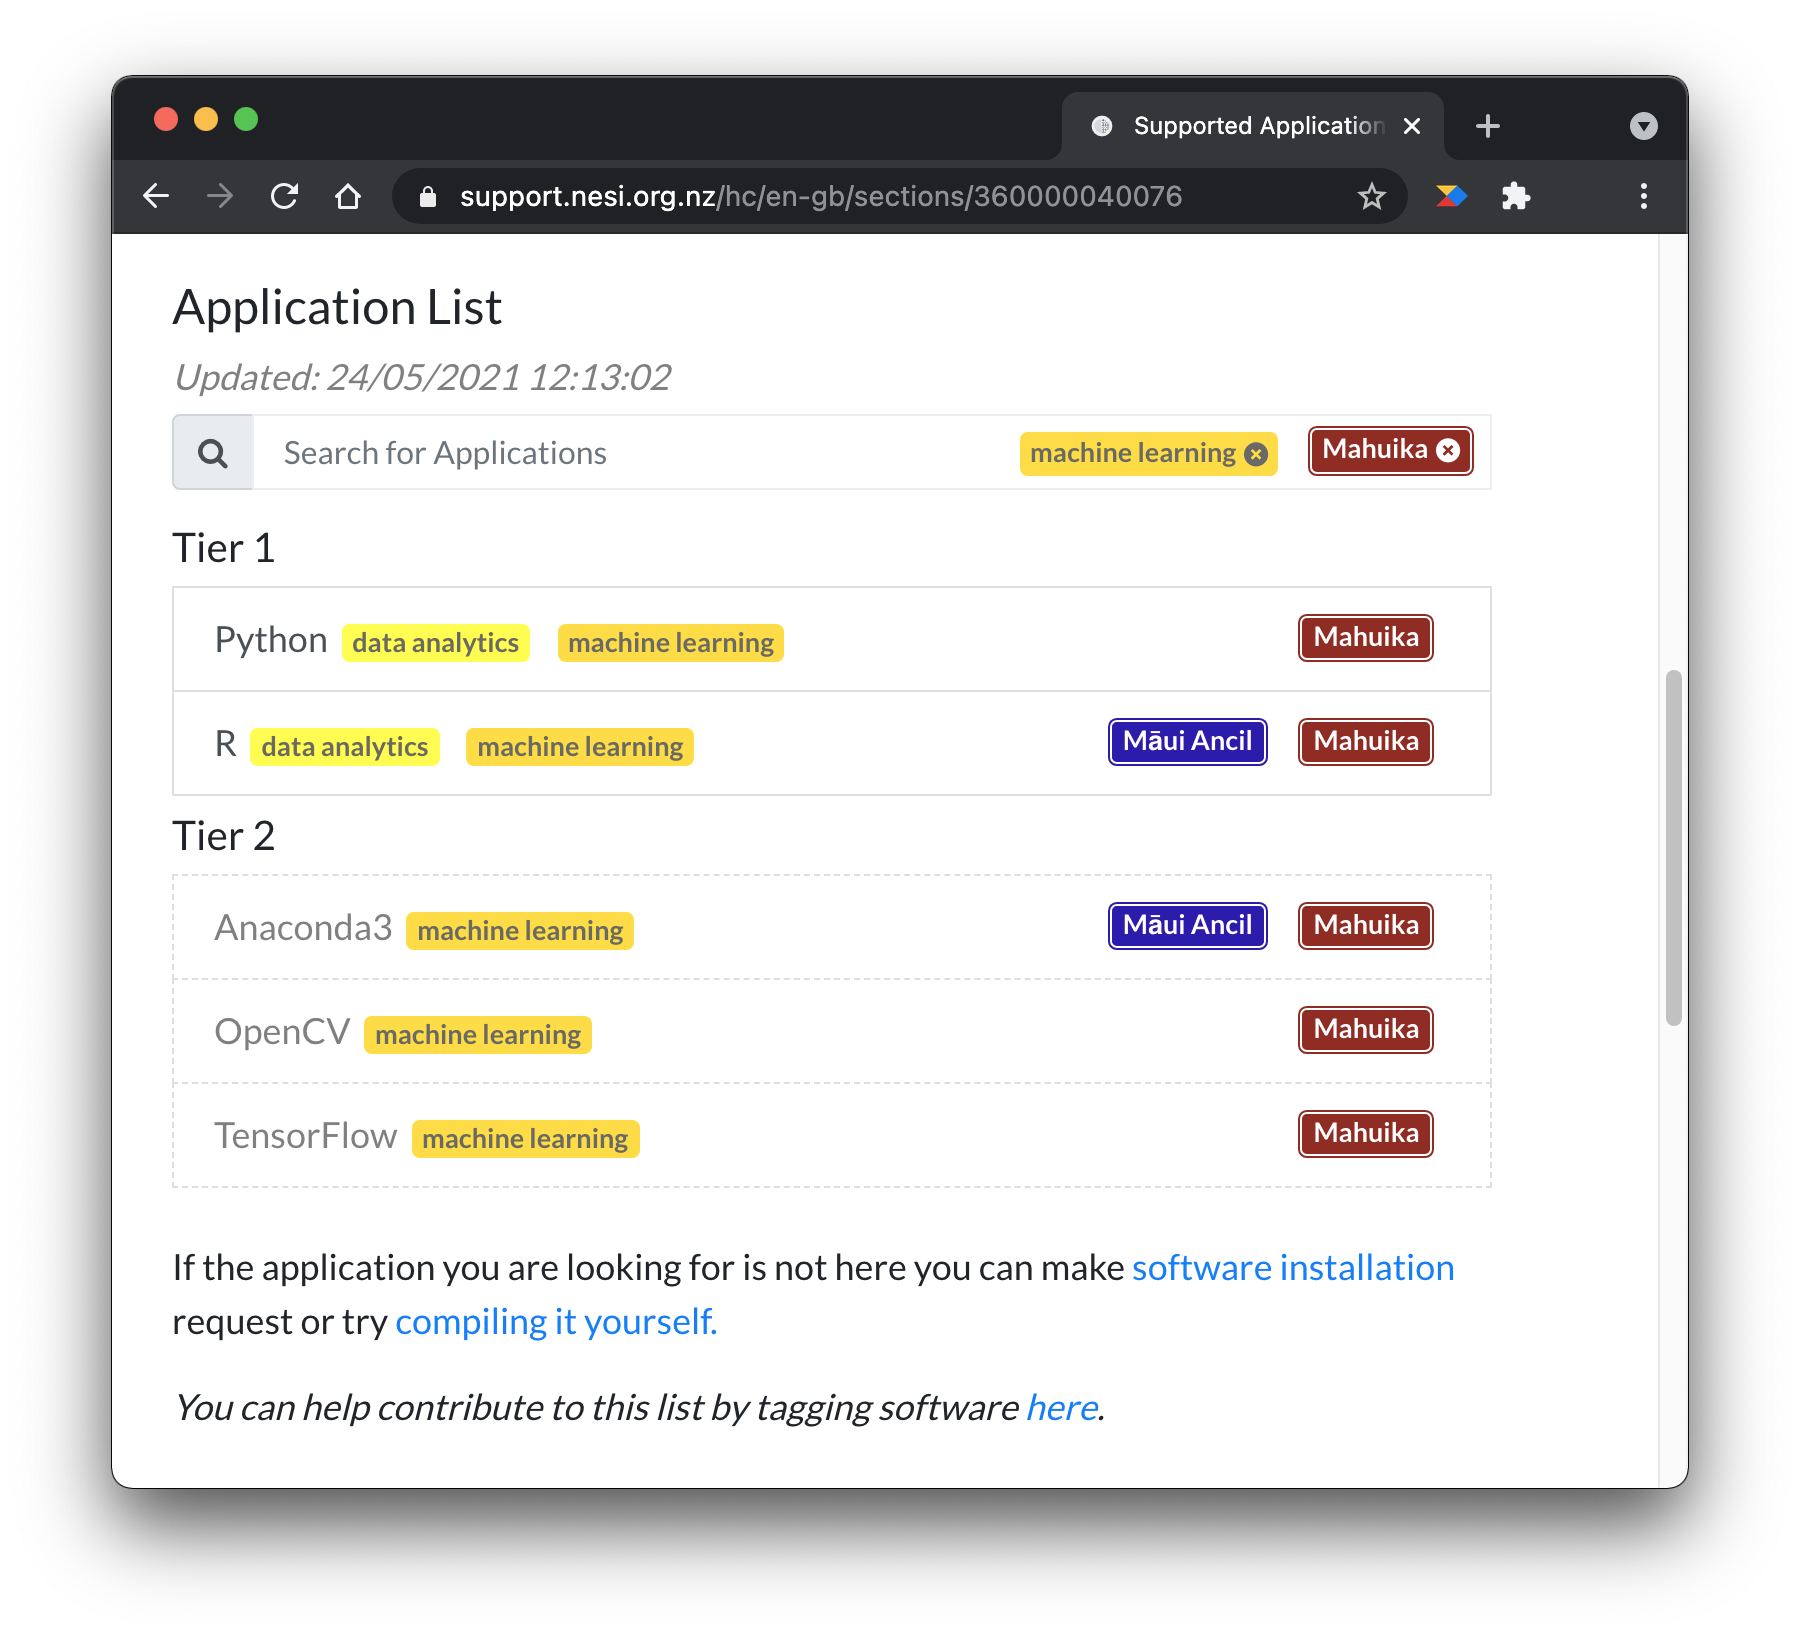 Supported Application
support.nesi.org.nz/hc/en-gb/sections/360000040076
Application List
Updated: 24/05/2021 12:13:02
Search for Applications machine learning Mahuika
Tier 1
Python data analytics machine learning Mahuika
R data analytics machine learning Māui Ancil Mahuika
Tier 2
Anaconda3 machine learning Māui Ancil Mahuika
OpenCV machine learning Mahuika
TensorFlow machine learning Mahuika
If the application you are looking for is not here you can make software installation
request or try compiling it yourself.
You can help contribute to this list by tagging software here.